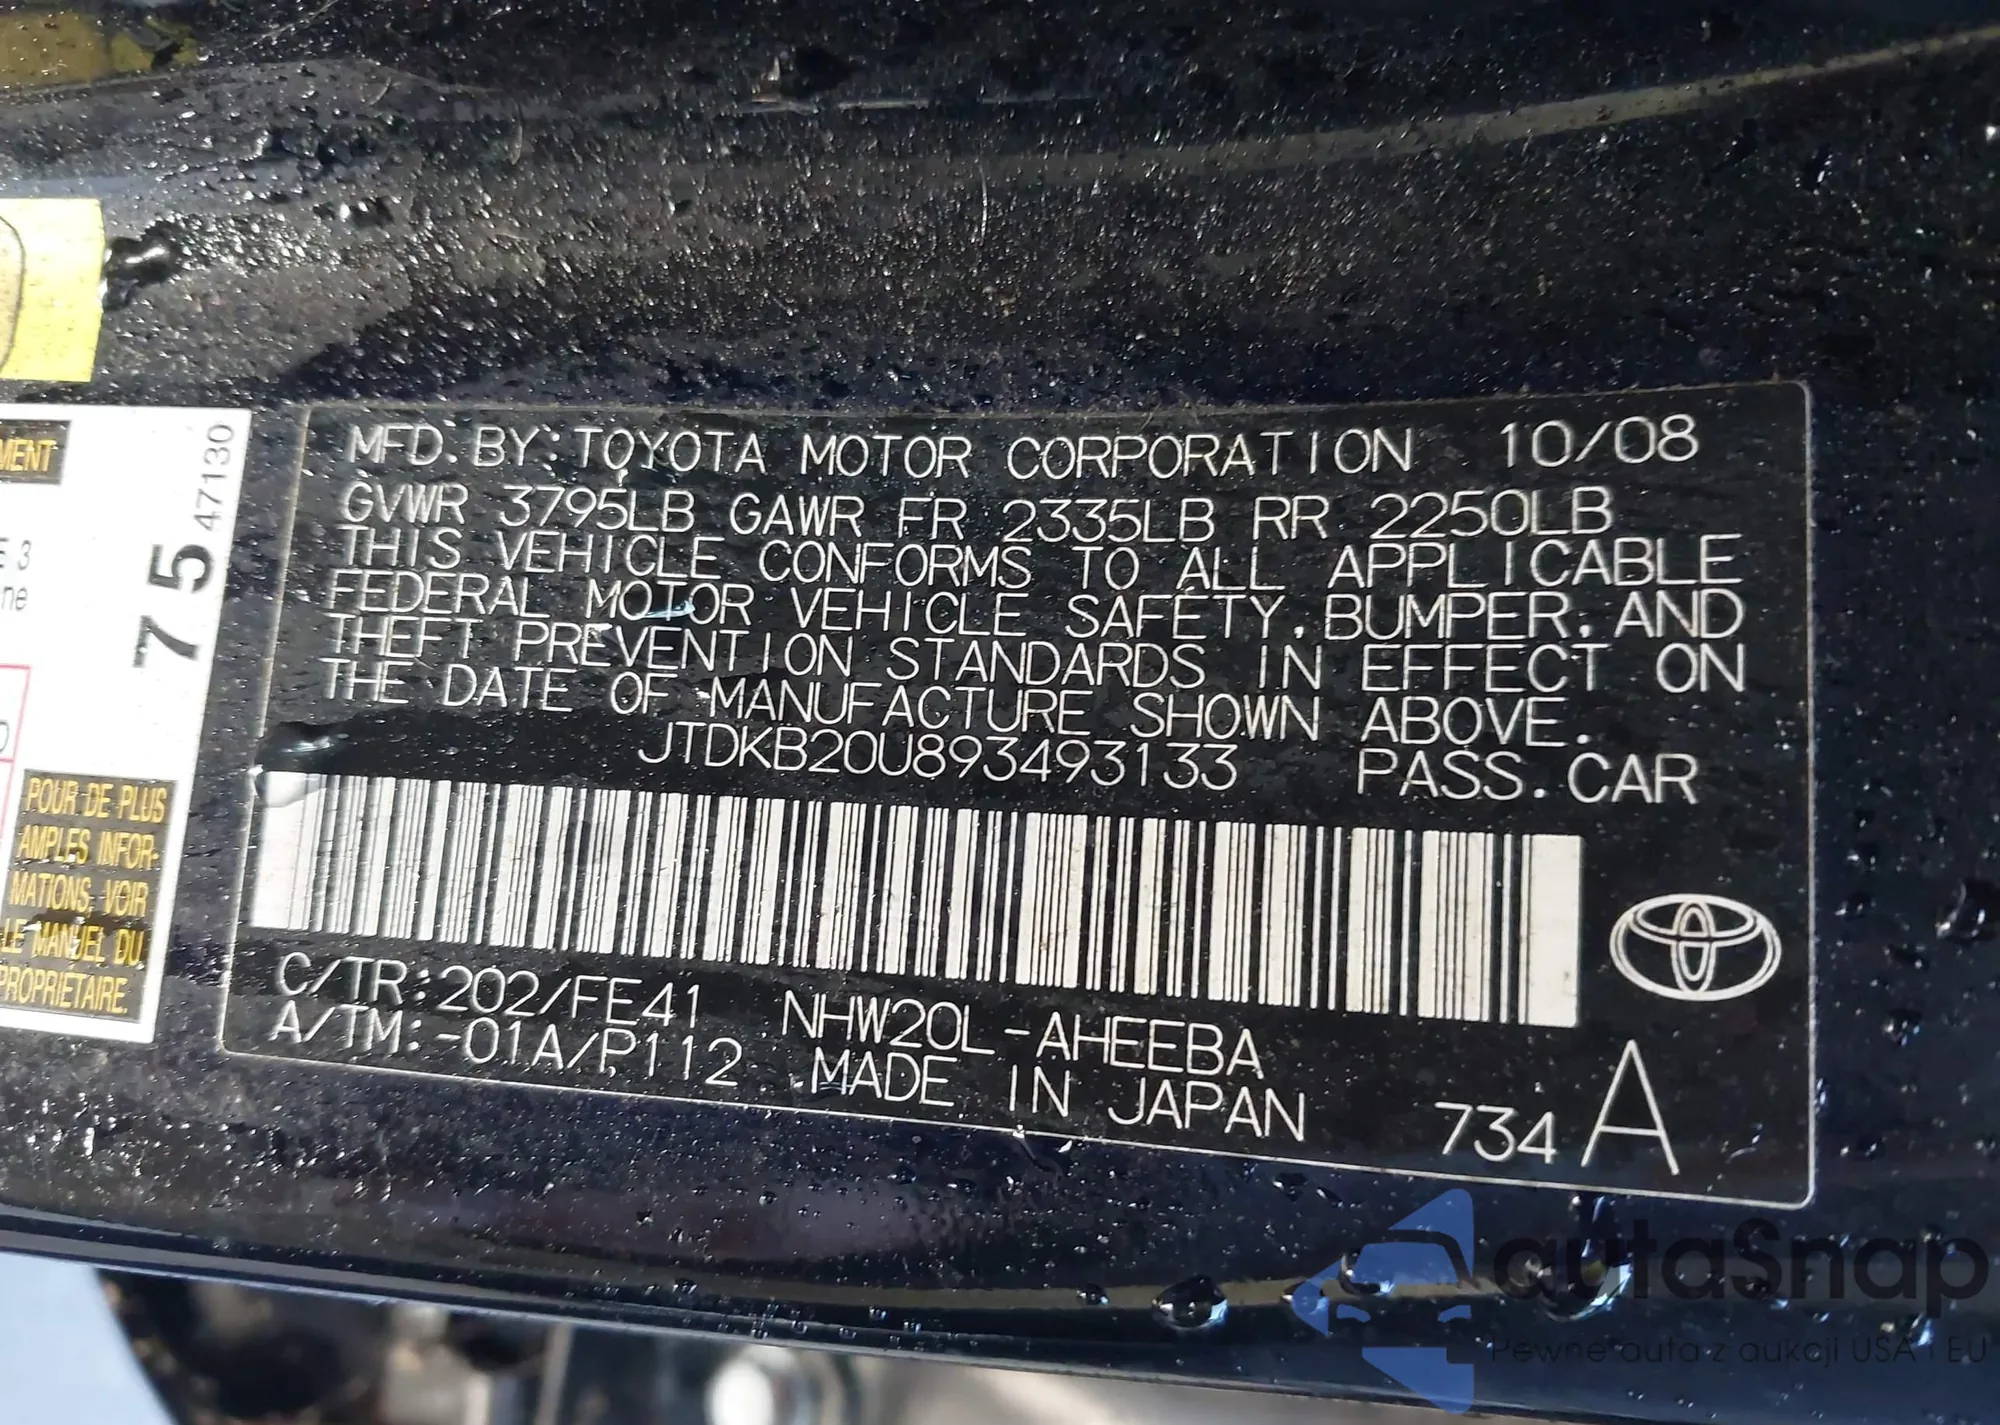 MFD. BY: TOYOTA MOTOR CORPORATION 10/08
GVWR 3795LB GAWR FR 2335LB RR 2250LB
THIS VEHICLE CONFORMS TO ALL APPLICABLE
FEDERAL MOTOR VEHICLE SAFETY, BUMPER, AND
THEFT PREVENTION STANDARDS IN EFFECT ON
THE DATE OF MANUFACTURE SHOWN ABOVE.
JTDKB20U893493133 PASS. CAR
C/TR:202/FE41 NHW20L-AHEEBA
A/TM:-01A/P112 MADE IN JAPAN
734 A
75 47130
POUR DE PLUS
AMPLES INFOR-
MATIONS, VOIR
LE MANUEL DU
PROPRIÉTAIRE.
autoSnap
Pewne auta z aukcji USA i EU